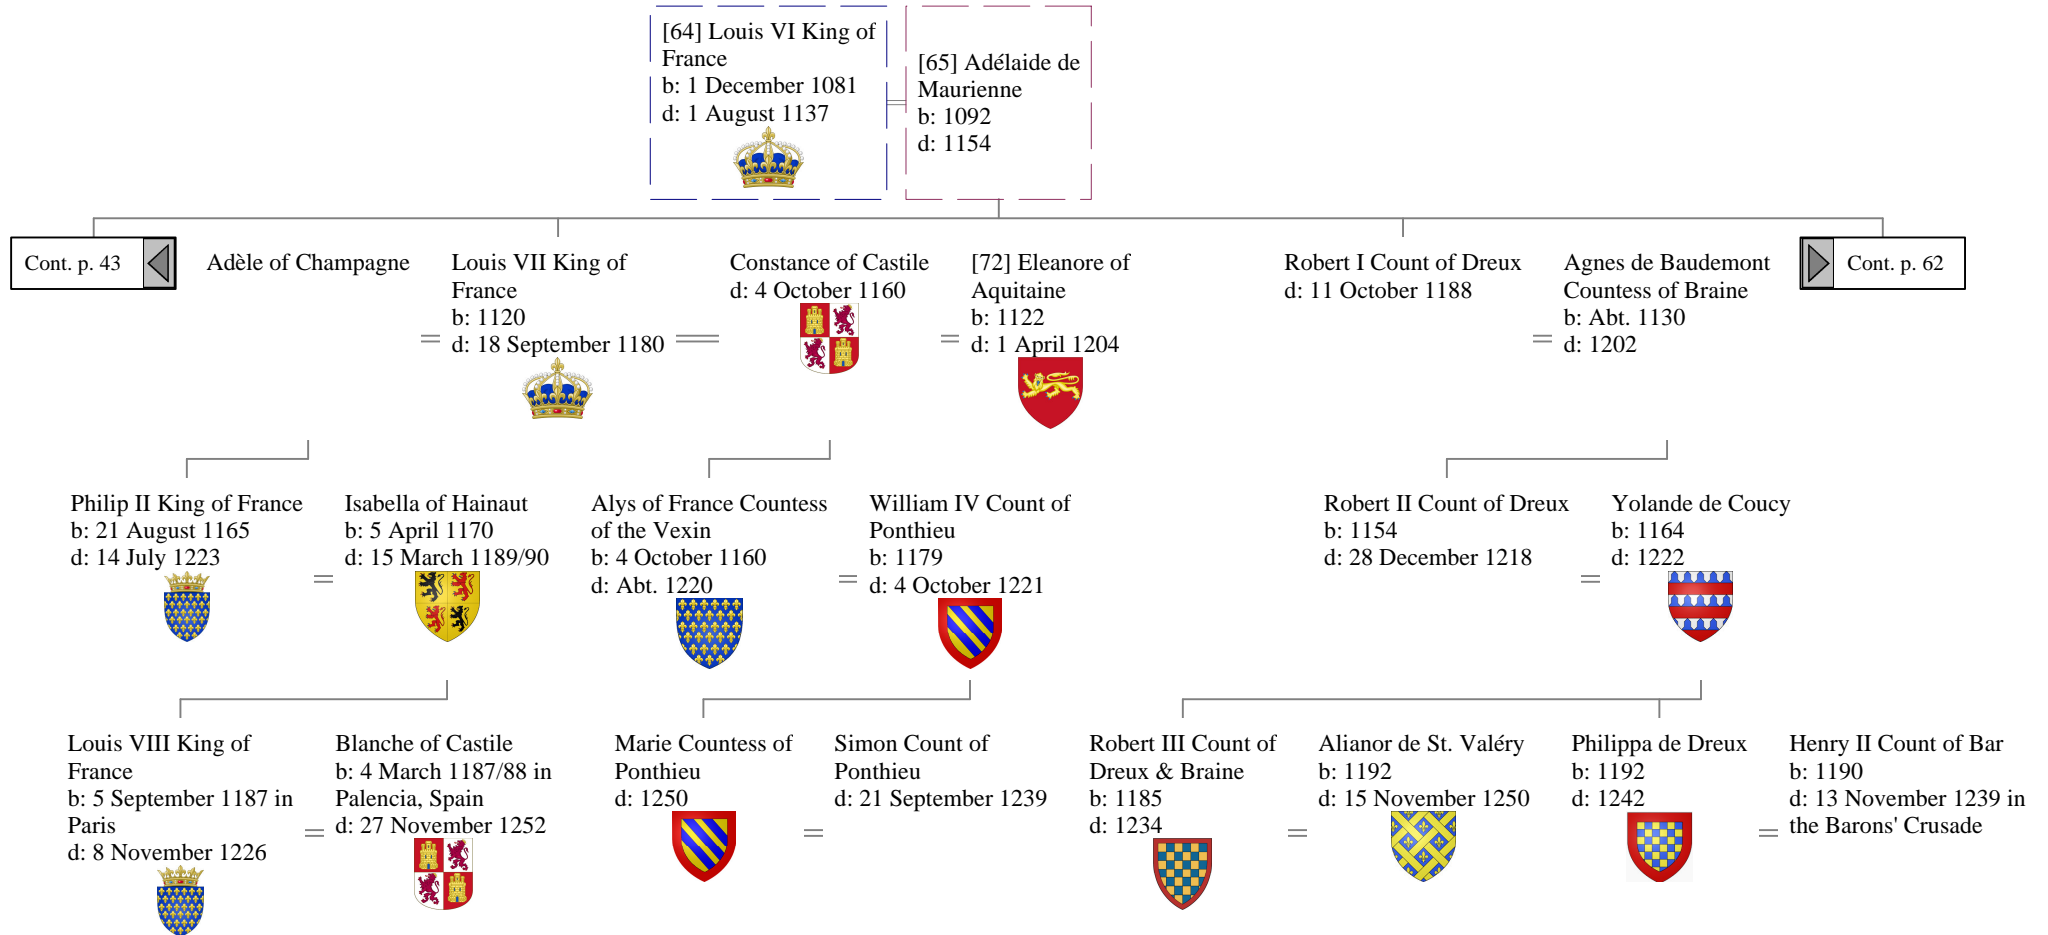 [64] Louis VI King of
France
b: 1 December 1081
d: 1 August 1137
[65] Adélaide de
Maurienne
b: 1092
d: 1154
Cont. p. 43
Adèle of Champagne
Louis VII King of
France
b: 1120
d: 18 September 1180
Constance of Castile
d: 4 October 1160
[72] Eleanore of
Aquitaine
b: 1122
d: 1 April 1204
Robert I Count of Dreux
d: 11 October 1188
Agnes de Baudemont
Countess of Braine
b: Abt. 1130
d: 1202
Cont. p. 62
Philip II King of France
b: 21 August 1165
d: 14 July 1223
Isabella of Hainaut
b: 5 April 1170
d: 15 March 1189/90
Alys of France Countess
of the Vexin
b: 4 October 1160
d: Abt. 1220
William IV Count of
Ponthieu
b: 1179
d: 4 October 1221
Robert II Count of Dreux
b: 1154
d: 28 December 1218
Yolande de Coucy
b: 1164
d: 1222
Louis VIII King of
France
b: 5 September 1187 in
Paris
d: 8 November 1226
Blanche of Castile
b: 4 March 1187/88 in
Palencia, Spain
d: 27 November 1252
Marie Countess of
Ponthieu
d: 1250
Simon Count of
Ponthieu
d: 21 September 1239
Robert III Count of
Dreux & Braine
b: 1185
d: 1234
Alianor de St. Valéry
b: 1192
d: 15 November 1250
Philippa de Dreux
b: 1192
d: 1242
Henry II Count of Bar
b: 1190
d: 13 November 1239 in
the Barons' Crusade